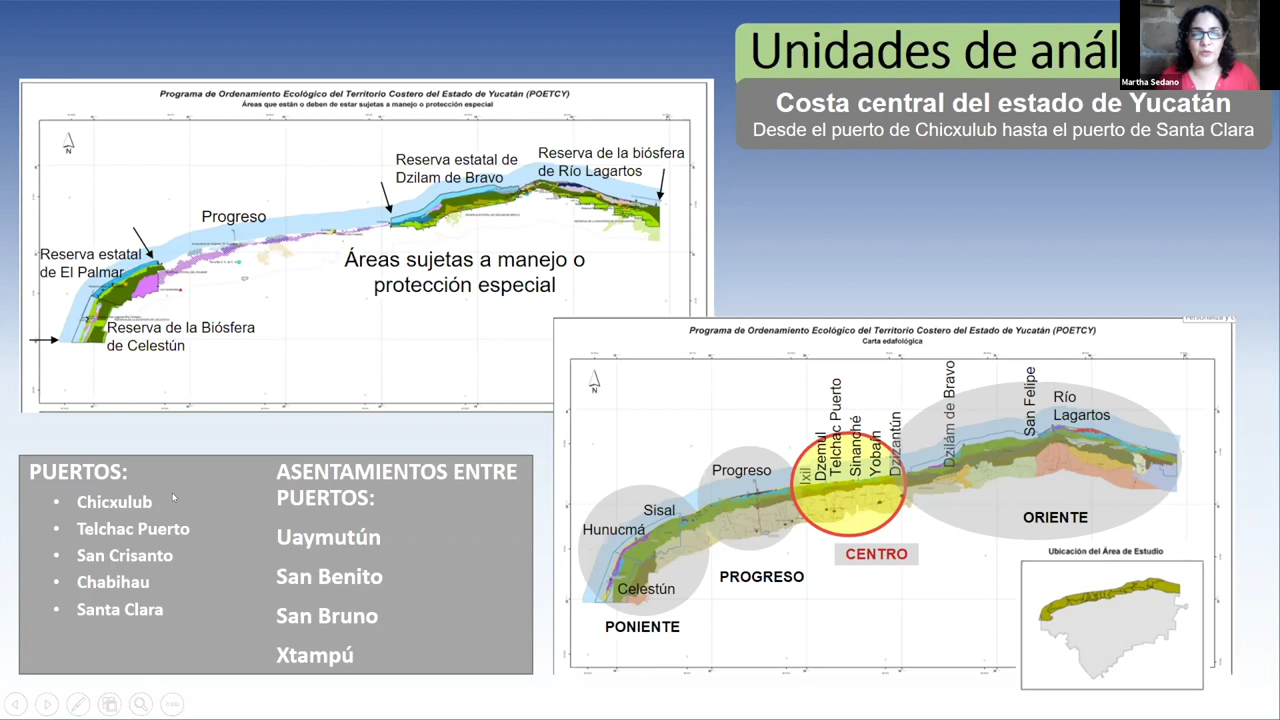 Unidades de anál
Martha Sedano
Costa central del estado de Yucatán
Desde el puerto de Chicxulub hasta el puerto de Santa Clara
Programa de Ordenamiento Ecológico del Territorio Costero del Estado de Yucatán (POETCY)
Áreas que están o deben de estar sujetas a manejo o protección especial
N
Reserva estatal de
Dzilam de Bravo
Reserva de la biósfera
de Río Lagartos
Progreso
Reserva estatal
de El Palmar
Áreas sujetas a manejo o
protección especial
Reserva de la Biósfera
de Celestún
Programa de Ordenamiento Ecológico del Territorio Costero del Estado de Yucatán (POETCY)
Carta edafológica
N
Hunucmá
Sisal
Celestún
PONIENTE
Progreso
PROGRESO
Ixil
Dzemul
Telchac Puerto
Sinanché
Yobaín
Dzizantún
CENTRO
Dzilám de Bravo
San Felipe
Río
Lagartos
ORIENTE
Ubicación del Área de Estudio
PUERTOS:
• Chicxulub
• Telchac Puerto
• San Crisanto
• Chabihau
• Santa Clara
ASENTAMIENTOS ENTRE
PUERTOS:
Uaymutún
San Benito
San Bruno
Xtampú